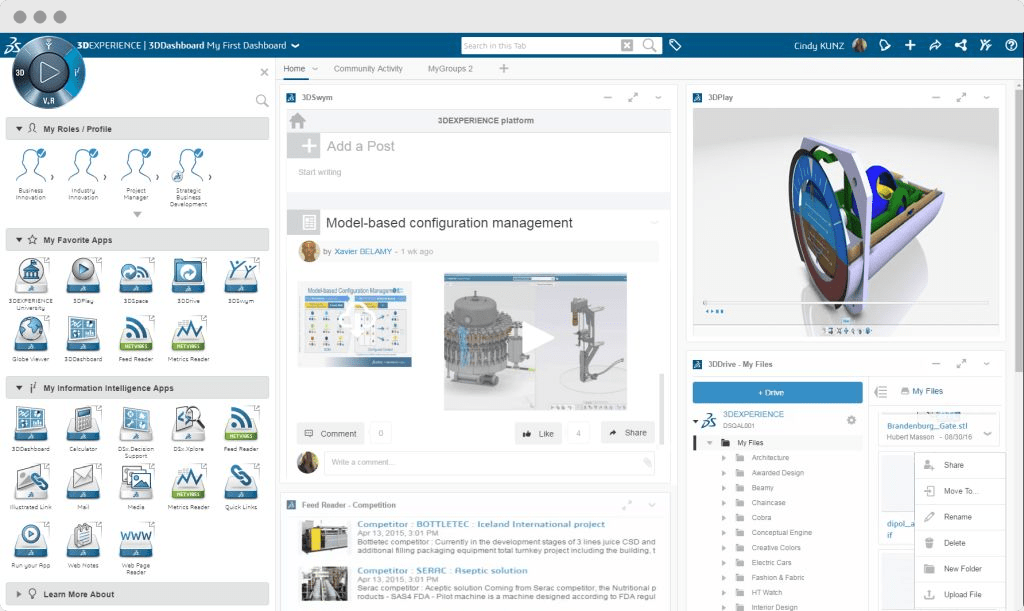 3DEXPERIENCE | 3DDashboard My First Dashboard
Search in this Tab
Cindy KUNZ
3D
V.R
Home
Community Activity
MyGroups 2
My Roles / Profile
Business Innovation
Industry Innovation
Project Manager
Strategic Business Development
My Favorite Apps
3DEXPERIENCE University
3DPlay
3DSpace
3DDrive
3DSwym
Globe Viewer
3DDashboard
NETVIBES
Feed Reader
NETVIBES
Metrics Reader
My Information Intelligence Apps
3DDashboard
Calculator
DSx.Decision Support
DSx.Xplore
NETVIBES
Feed Reader
Illustrated Link
Mail
Media
NETVIBES
Metrics Reader
Quick Links
Run your App
Web Notes
WWW
Web Page Reader
Learn More About
3DSwym
3DEXPERIENCE platform
Add a Post
Start writing
Model-based configuration management
by Xavier BELAMY - 1 wk ago
Model-based Configuration Management
Comment
0
Like
4
Share
Write a comment...
Feed Reader - Competition
Competitor : BOTTLETEC : Iceland International project
Apr 13, 2015, 3:01 PM
Bottletec competitor : Currently in the development stages of 3 lines juice CSD and
additional filling packaging equipment total turnkey project including the building, t
Competitor : SERAC : Aseptic solution
Apr 13, 2015, 3:01 PM
Serac competitor : Aceptic solution Coming from Serac competitor, the Nutritional p
roducts - SAS4 FDA - Pilot machine is a machine designed according to FDA regul
3DPlay
3DDrive - My Files
+ Drive
My Files
3DEXPERIENCE
DSQAL001
My Files
Architecture
Awarded Design
Beamy
Chaincase
Cobra
Conceptual Engine
Creative Colors
Electric Cars
Fashion & Fabric
HT Watch
Interior Design
Brandenburg_Gate.stl
Hubert Masson - 08/30/16
dipol_a
if
Share
Move To...
Rename
Delete
New Folder
Upload File